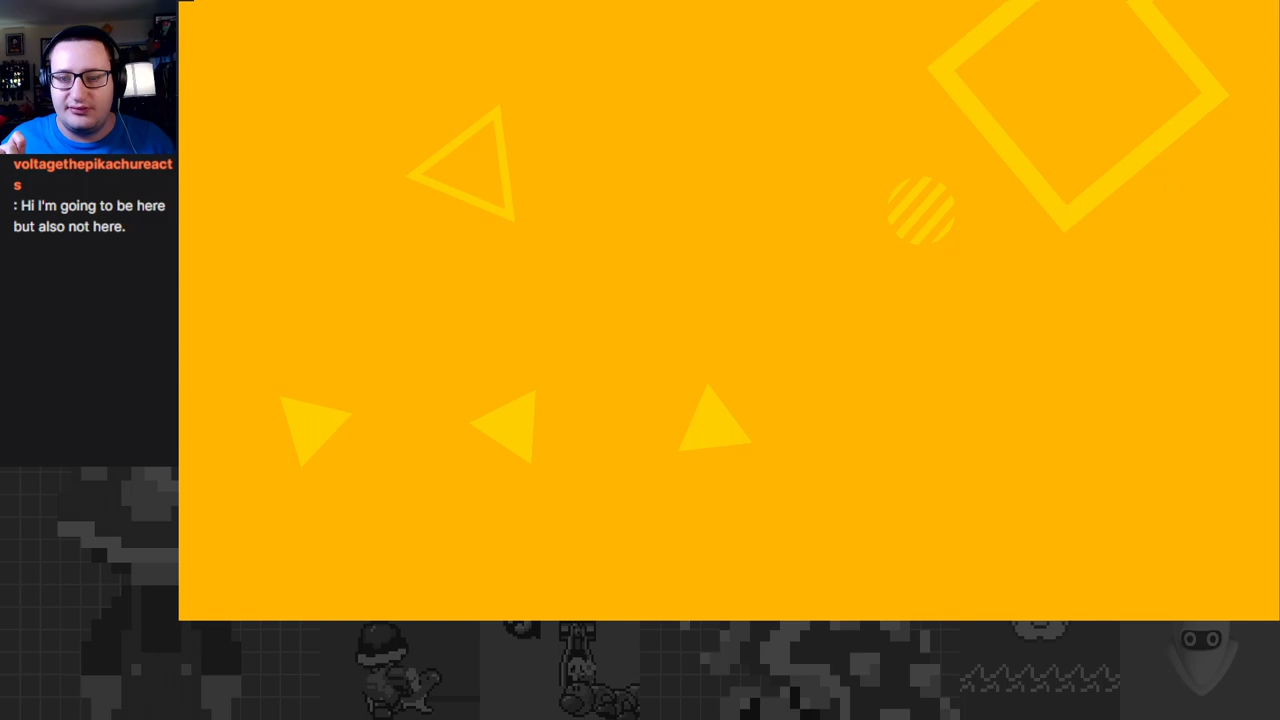 voltagethepikachureact
s
: Hi I'm going to be here
but also not here.